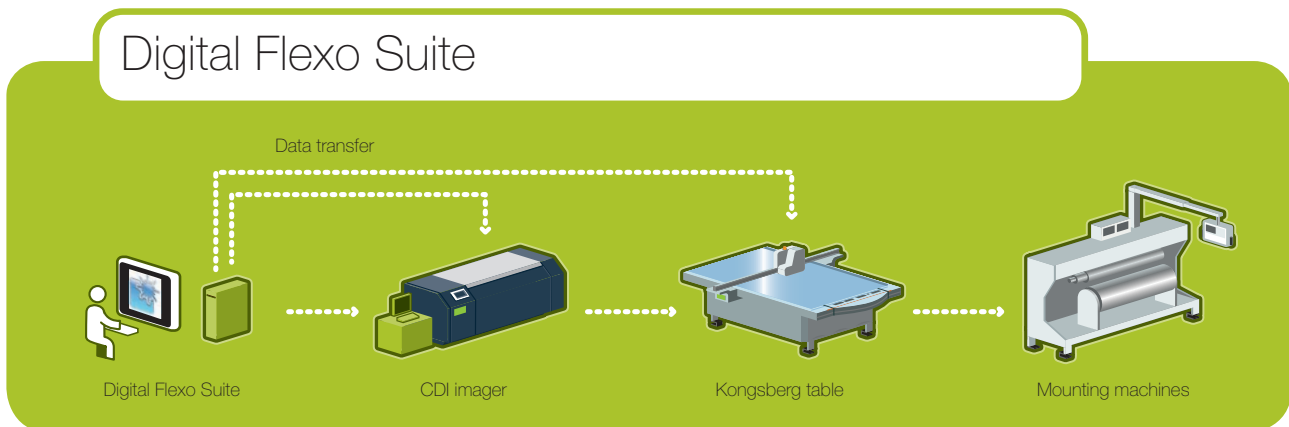 Digital Flexo Suite
Data transfer
Digital Flexo Suite
CDI imager
Kongsberg table
Mounting machines